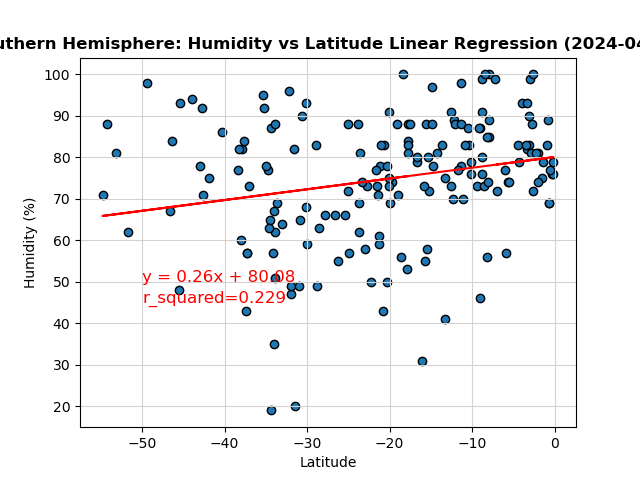 uthern Hemisphere: Humidity vs Latitude Linear Regression (2024-04
100
90
80
70
60
50
40
30
20
Humidity (%)
y = 0.26x + 80.08
r_squared=0.229
−50 −40 −30 −20 −10 0
Latitude